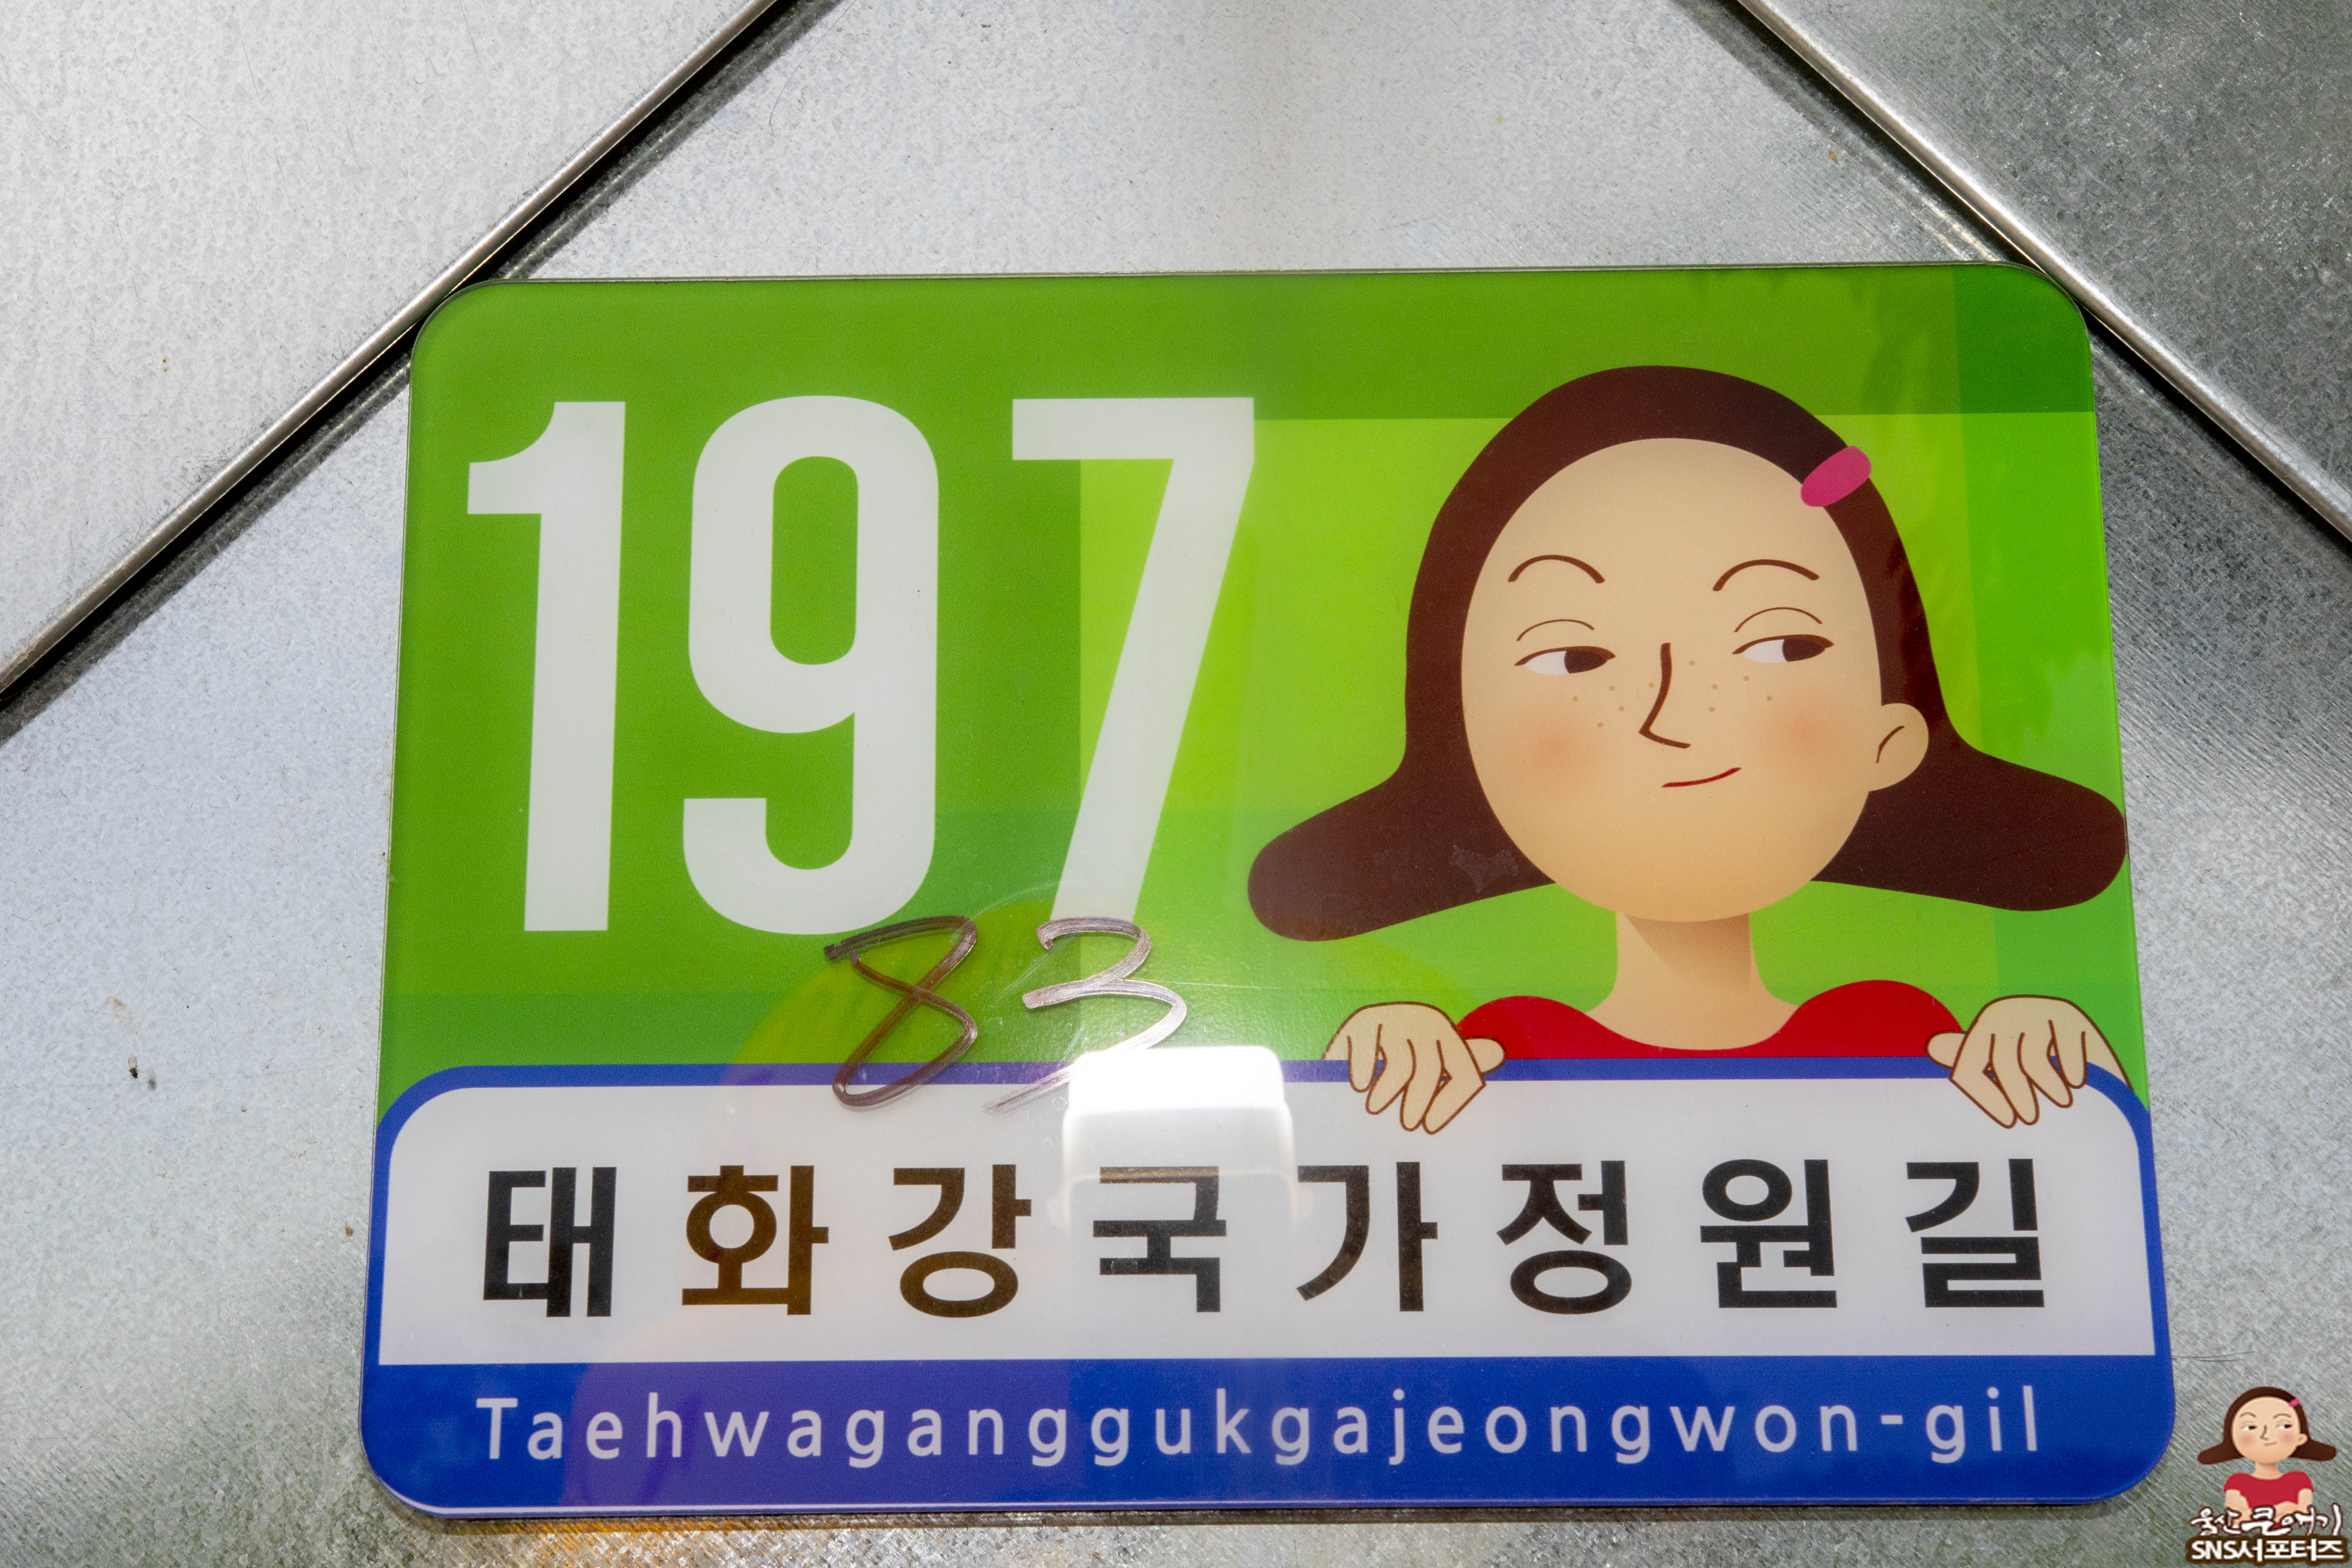 197
83
태화강국가정원길
Taehwaganggukgajeongwon-gil
울산큰애기
SNS서포터즈